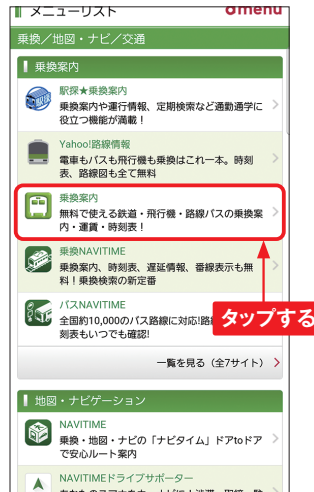 メニューリスト
dmenu
乗換／地図・ナビ／交通
乗換案内
駅探★乗換案内
乗換案内や運行情報、定期検索など通勤通学に
役立つ機能が満載！
Yahoo!路線情報
電車もバスも飛行機も乗換はこれ一本。時刻
表、路線図も全て無料
乗換案内
無料で使える鉄道・飛行機・路線バスの乗換案
内・運賃・時刻表！
乗換NAVITIME
乗換案内、時刻表、遅延情報、番線表示も無
料！乗換検索の新定番
バスNAVITIME
全国約10,000のバス路線に対応!路
刻表もいつでも確認!
タップする
一覧を見る（全7サイト）
地図・ナビゲーション
NAVITIME
乗換・地図・ナビの「ナビタイム」ドアtoドア
で安心ルート案内
NAVITIMEドライブサポーター